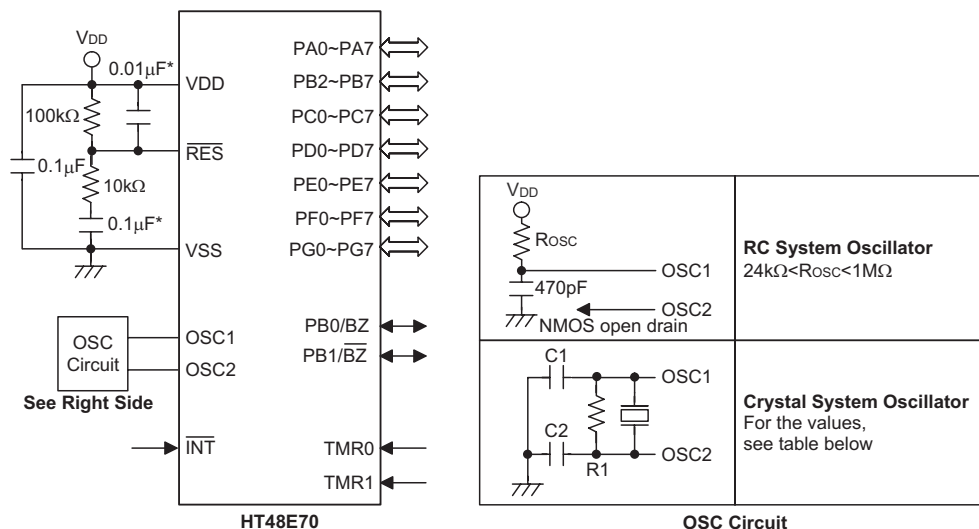 VDD
0.01μF*
VDD
100kΩ
RES
0.1μF
10kΩ
0.1μF*
VSS
OSC
Circuit
OSC1
OSC2
See Right Side
INT
PA0~PA7
PB2~PB7
PC0~PC7
PD0~PD7
PE0~PE7
PF0~PF7
PG0~PG7
PB0/BZ
PB1/BZ
TMR0
TMR1
HT48E70
VDD
ROSC
OSC1
470pF
OSC2
NMOS open drain
RC System Oscillator
24kΩ<ROSC<1MΩ
C1
OSC1
C2
OSC2
R1
Crystal System Oscillator
For the values,
see table below
OSC Circuit